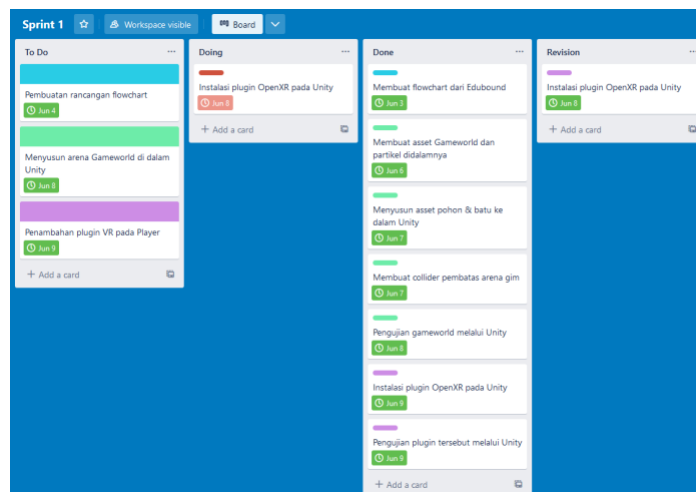 Sprint 1
Workspace visible
Board
To Do
Pembuatan rancangan flowchart
Jun 4
Menyusun arena Gameworld di dalam
Unity
Jun 8
Penambahan plugin VR pada Player
Jun 9
+ Add a card
Doing
Instalasi plugin OpenXR pada Unity
Jun 8
+ Add a card
Done
Membuat flowchart dari Edubound
Jun 3
Membuat asset Gameworld dan
partikel didalamnya
Jun 6
Menyusun asset pohon & batu ke
dalam Unity
Jun 7
Membuat collider pembatas arena gim
Jun 7
Pengujian gameworld melalui Unity
Jun 8
Instalasi plugin OpenXR pada Unity
Jun 9
Pengujian plugin tersebut melalui Unity
Jun 9
+ Add a card
Revision
Instalasi plugin OpenXR pada Unity
Jun 8
+ Add a card